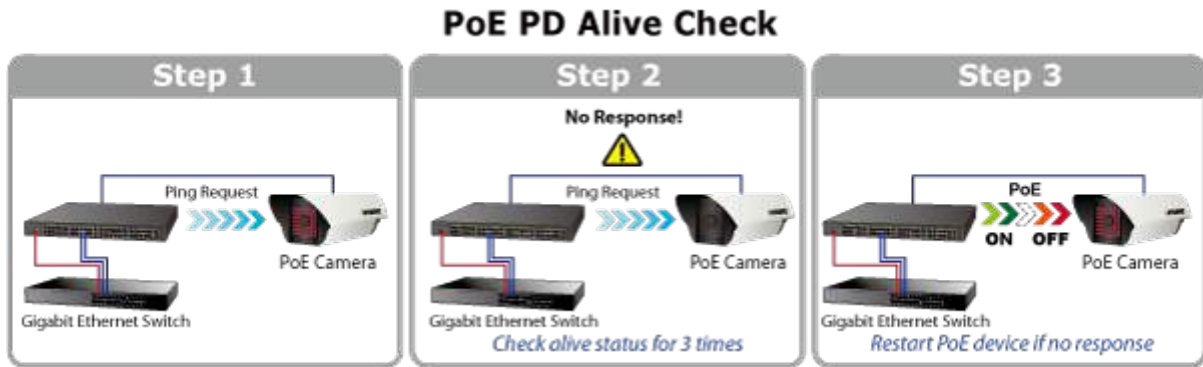 PoE PD Alive Check
Step 1
Ping Request
PoE Camera
Gigabit Ethernet Switch
Step 2
No Response!
Ping Request
PoE Camera
Gigabit Ethernet Switch
Check alive status for 3 times
Step 3
PoE
ON OFF
PoE Camera
Gigabit Ethernet Switch
Restart PoE device if no response